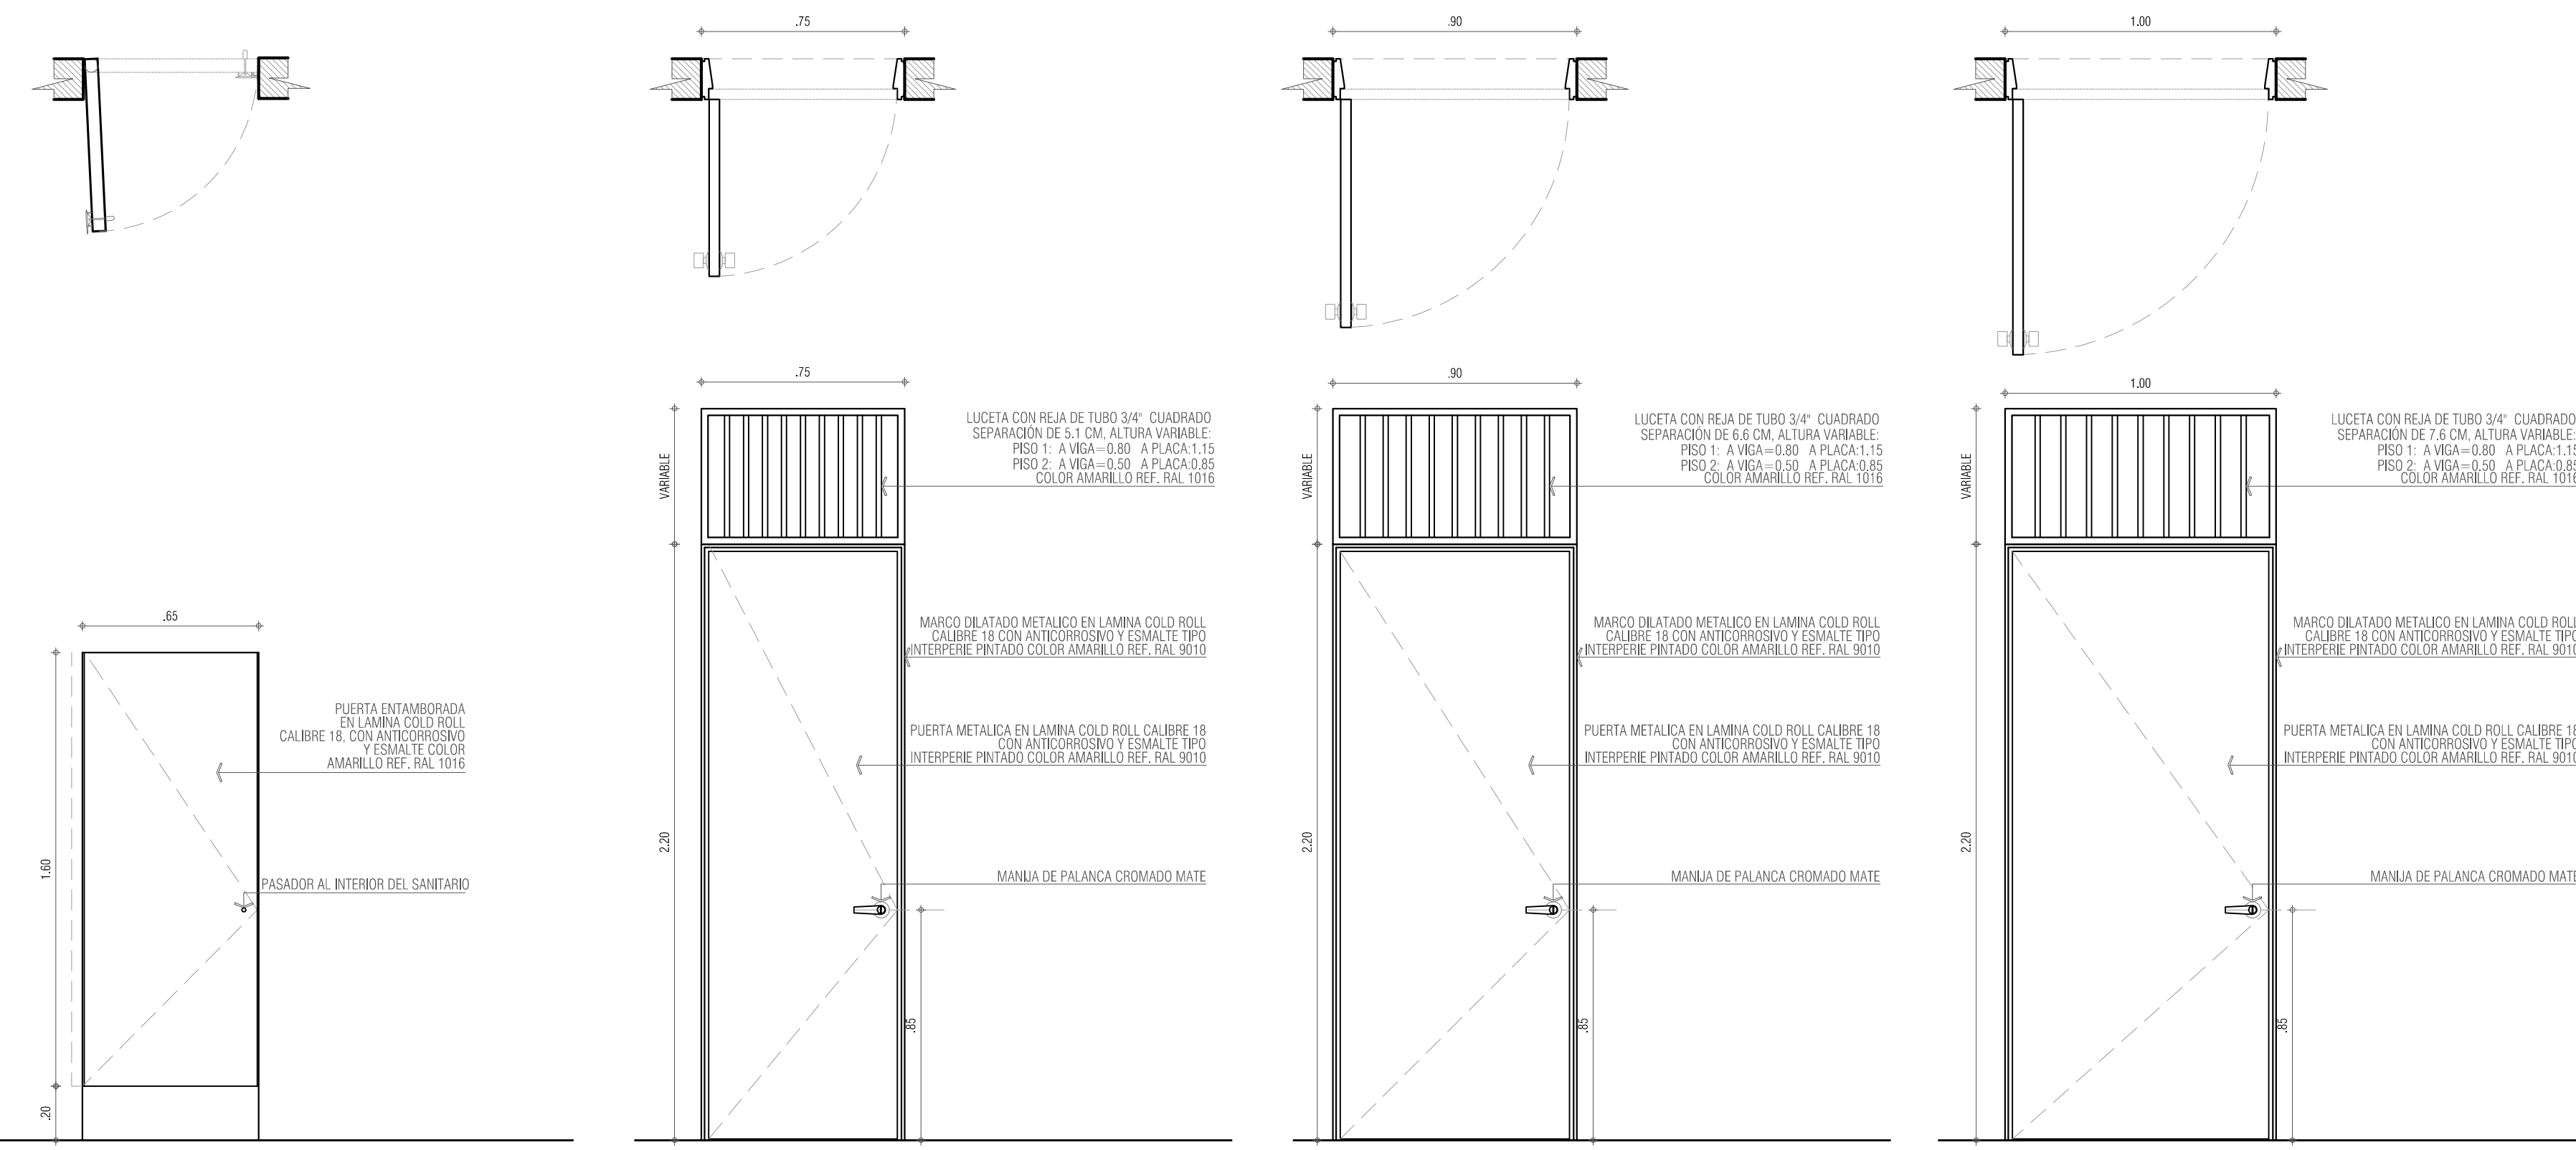 .75
.90
1.00
.75
.90
1.00
LUCETA CON REJA DE TUBO 3/4" CUADRADO
SEPARACIÓN DE 5.1 CM, ALTURA VARIABLE:
PISO 1: A VIGA=0.80 A PLACA:1.15
PISO 2: A VIGA=0.50 A PLACA:0.85
COLOR AMARILLO REF. RAL 1016
LUCETA CON REJA DE TUBO 3/4" CUADRADO
SEPARACIÓN DE 6.6 CM, ALTURA VARIABLE:
PISO 1: A VIGA=0.80 A PLACA:1.15
PISO 2: A VIGA=0.50 A PLACA:0.85
COLOR AMARILLO REF. RAL 1016
LUCETA CON REJA DE TUBO 3/4" CUADRADO
SEPARACIÓN DE 7.6 CM, ALTURA VARIABLE:
PISO 1: A VIGA=0.80 A PLACA:1.15
PISO 2: A VIGA=0.50 A PLACA:0.85
COLOR AMARILLO REF. RAL 1016
VARIABLE
VARIABLE
VARIABLE
.65
MARCO DILATADO METALICO EN LAMINA COLD ROLL
CALIBRE 18 CON ANTICORROSIVO Y ESMALTE TIPO
INTERPERIE PINTADO COLOR AMARILLO REF. RAL 9010
MARCO DILATADO METALICO EN LAMINA COLD ROLL
CALIBRE 18 CON ANTICORROSIVO Y ESMALTE TIPO
INTERPERIE PINTADO COLOR AMARILLO REF. RAL 9010
MARCO DILATADO METALICO EN LAMINA COLD ROLL
CALIBRE 18 CON ANTICORROSIVO Y ESMALTE TIPO
INTERPERIE PINTADO COLOR AMARILLO REF. RAL 9010
PUERTA ENTAMBORADA
EN LAMINA COLD ROLL
CALIBRE 18, CON ANTICORROSIVO
Y ESMALTE COLOR
AMARILLO REF. RAL 1016
PUERTA METALICA EN LAMINA COLD ROLL CALIBRE 18
CON ANTICORROSIVO Y ESMALTE TIPO
INTERPERIE PINTADO COLOR AMARILLO REF. RAL 9010
PUERTA METALICA EN LAMINA COLD ROLL CALIBRE 18
CON ANTICORROSIVO Y ESMALTE TIPO
INTERPERIE PINTADO COLOR AMARILLO REF. RAL 9010
PUERTA METALICA EN LAMINA COLD ROLL CALIBRE 18
CON ANTICORROSIVO Y ESMALTE TIPO
INTERPERIE PINTADO COLOR AMARILLO REF. RAL 9010
1.60
2.20
2.20
2.20
PASADOR AL INTERIOR DEL SANITARIO
MANIJA DE PALANCA CROMADO MATE
MANIJA DE PALANCA CROMADO MATE
MANIJA DE PALANCA CROMADO MATE
.85
.85
.85
.20